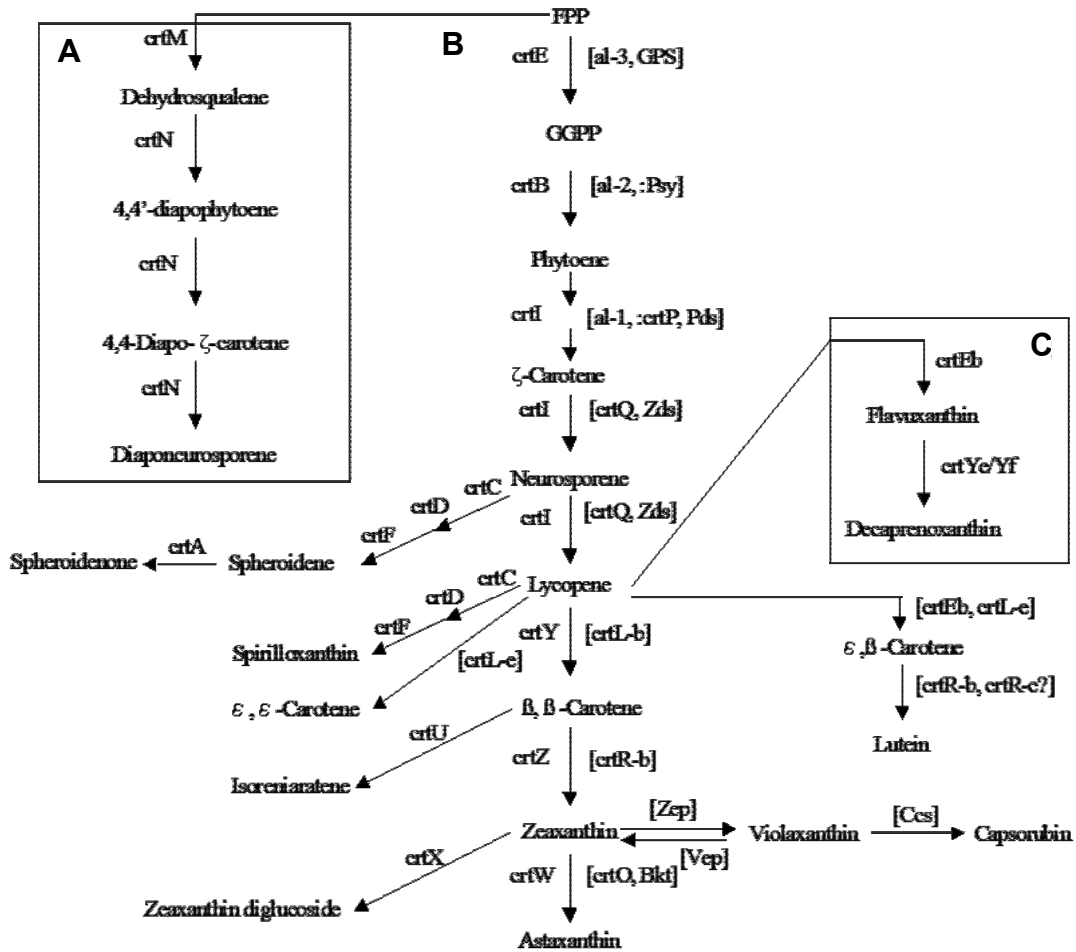 FPP
A
crtM
Dehydrosqualene
crtN
4,4'-diapophytoene
crtN
4,4-Diapo- ζ-carotene
crtN
Diaponeurosporene
B
crtE [al-3, GPS]
GGPP
crtB [al-2, :Psy]
Phytoene
crtI [al-1, :crtP, Pds]
ζ-Carotene
crtI [crtQ, Zds]
Neurosporene
crtC
crtD
crtF
crtI [crtQ, Zds]
Spheroidenone
crtA
Spheroidene
Lycopene
crtC
crtD
crtF
Spirilloxanthin
[crtL-e]
ε, ε-Carotene
crtY [crtL-b]
ß, ß-Carotene
crtU
Isoreniaratene
crtZ [crtR-b]
Zeaxanthin
[Zep]
[Vep]
Violaxanthin
[Ccs]
Capsorubin
crtX
Zeaxanthin diglucoside
crtW [crtO, Bkt]
Astaxanthin
C
crtEb
Flavuxanthin
crtYe/Yf
Decaprenoxanthin
[crtEb, crtL-e]
ε,ß-Carotene
[crtR-b, crtR-c?]
Lutein